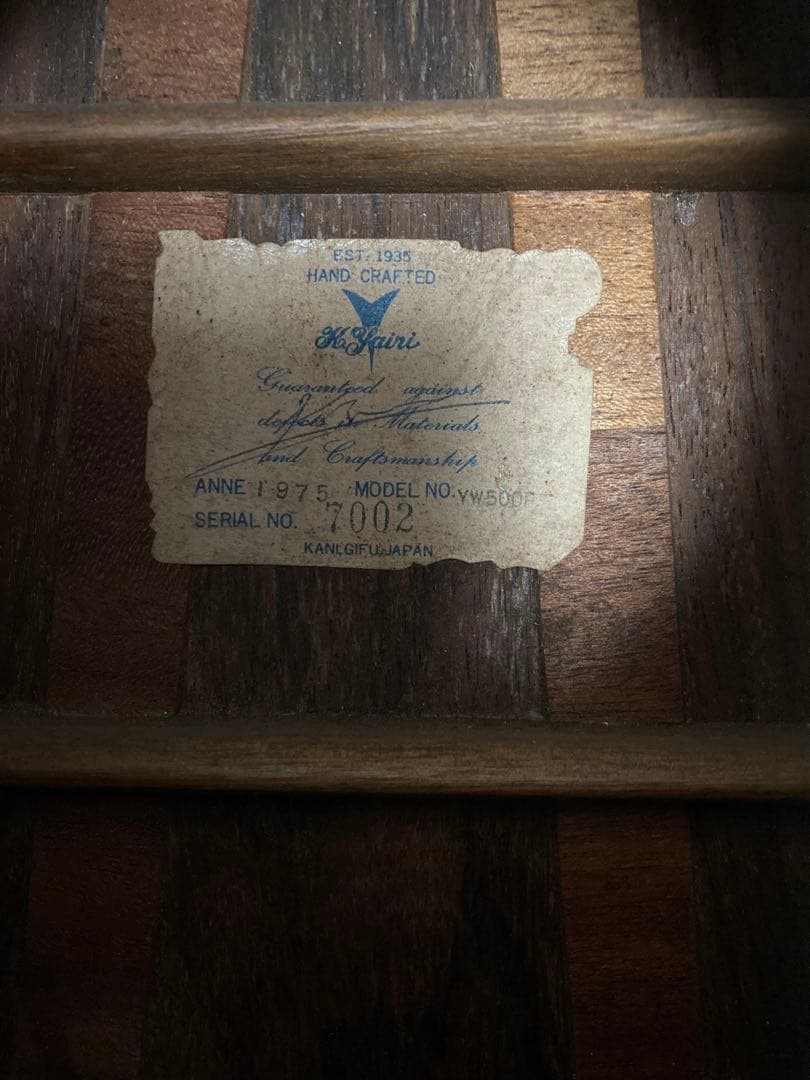 EST. 1935
HAND CRAFTED
K.Yairi
Guaranteed against
defects in Materials
and Craftsmanship
ANNE 1975 MODEL NO. YW500P
SERIAL NO. 7002
KANI, GIFU, JAPAN